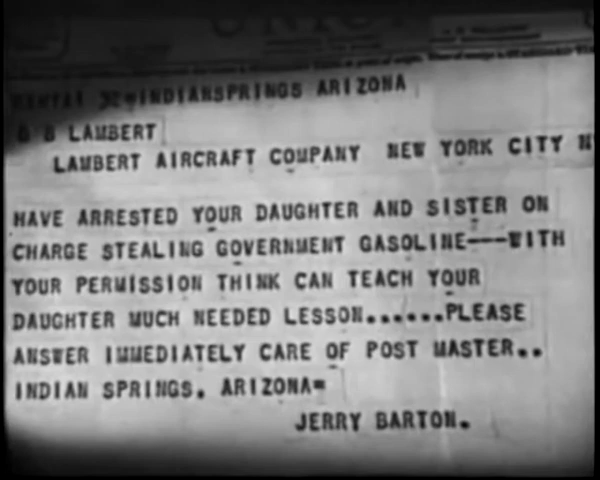 UNION
INDIANSPRINGS ARIZONA
B LAMBERT
LAMBERT AIRCRAFT COMPANY NEW YORK CITY N
HAVE ARRESTED YOUR DAUGHTER AND SISTER ON
CHARGE STEALING GOVERNMENT GASOLINE---WITH
YOUR PERMISSION THINK CAN TEACH YOUR
DAUGHTER MUCH NEEDED LESSON......PLEASE
ANSWER IMMEDIATELY CARE OF POST MASTER..
INDIAN SPRINGS. ARIZONA=
JERRY BARTON.